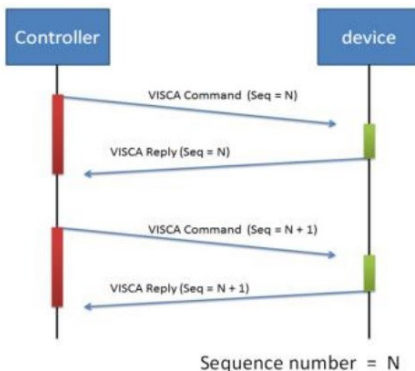 Controller
device
VISCA Command (Seq = N)
VISCA Reply (Seq = N)
VISCA Command (Seq = N + 1)
VISCA Reply (Seq = N + 1)
Sequence number = N